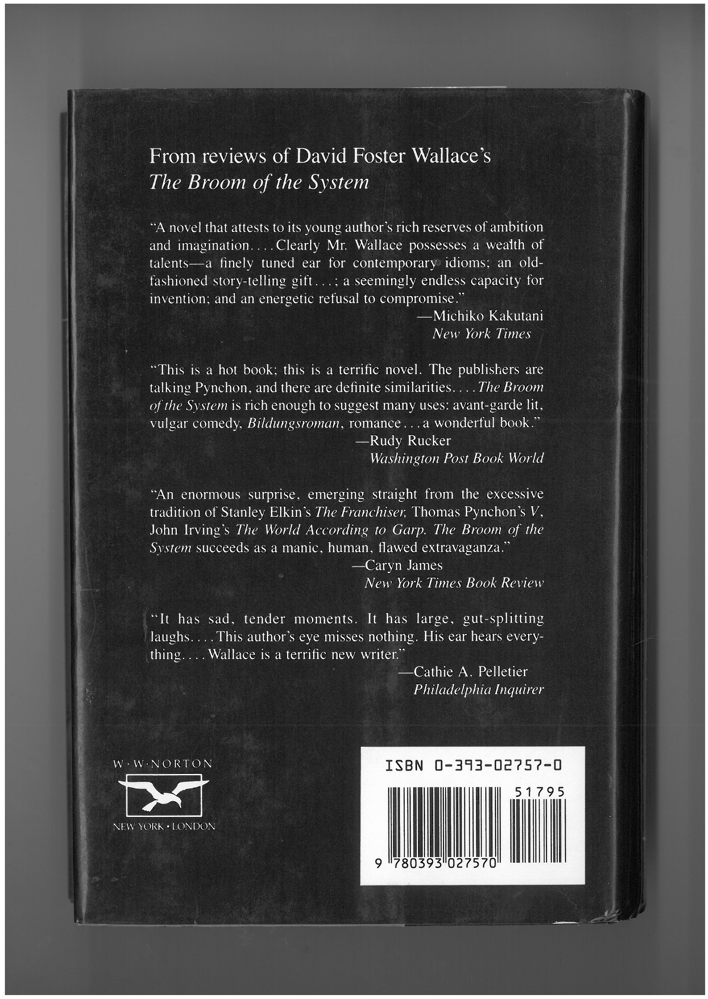 From reviews of David Foster Wallace's
The Broom of the System
“A novel that attests to its young author's rich reserves of ambition
and imagination. . . . Clearly Mr. Wallace possesses a wealth of
talents—a finely tuned ear for contemporary idioms; an old-
fashioned story-telling gift . . . ; a seemingly endless capacity for
invention; and an energetic refusal to compromise.”
—Michiko Kakutani
New York Times
“This is a hot book; this is a terrific novel. The publishers are
talking Pynchon, and there are definite similarities. . . . The Broom
of the System is rich enough to suggest many uses: avant-garde lit,
vulgar comedy, Bildungsroman, romance . . . a wonderful book.”
—Rudy Rucker
Washington Post Book World
“An enormous surprise, emerging straight from the excessive
tradition of Stanley Elkin's The Franchiser, Thomas Pynchon's V,
John Irving's The World According to Garp. The Broom of the
System succeeds as a manic, human, flawed extravaganza.”
—Caryn James
New York Times Book Review
“It has sad, tender moments. It has large, gut-splitting
laughs. . . . This author's eye misses nothing. His ear hears every-
thing. . . . Wallace is a terrific new writer.”
—Cathie A. Pelletier
Philadelphia Inquirer
W·W·NORTON
NEW YORK • LONDON
ISBN 0-393-02757-0
51795
9 780393 027570